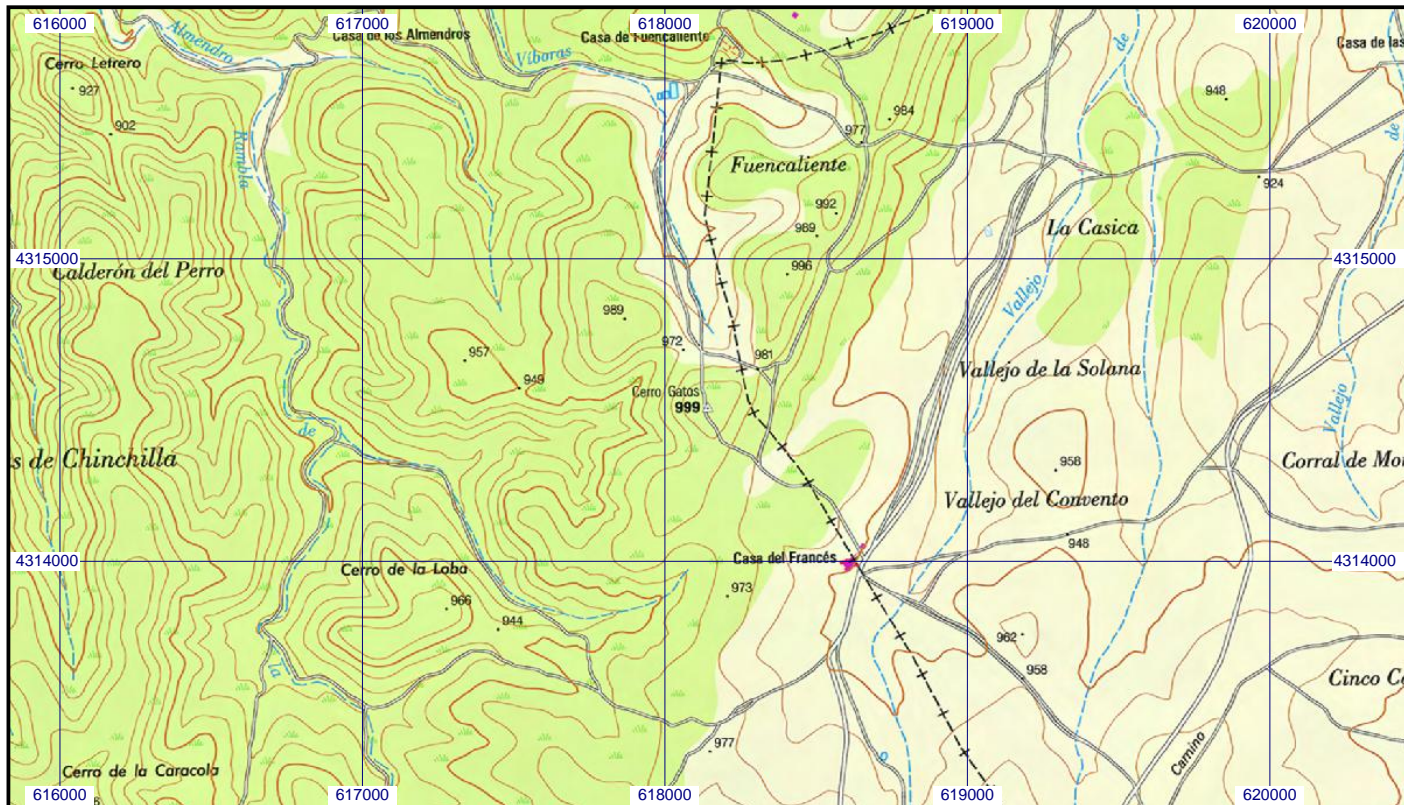 616000
617000
618000
619000
620000
Casa de los Almendros
Casa de Fuencaliente
Casa de las
Almendro
Víboras
de
Cerro Letrero
927
902
948
984
977
Rambla
Fuencaliente
de
924
992
969
La Casica
4315000
4315000
Calderón del Perro
996
Vallejo
989
972
981
957
949
Vallejo de la Solana
Cerro Gatos
999
Vallejo
de
s de Chinchilla
958
Corral de Mo
Vallejo del Convento
948
4314000
Casa del Francés
4314000
Cerro de la Loba
973
966
944
962
958
la
Cinco C
977
Camino
Cerro de la Caracola
616000
617000
618000
619000
620000